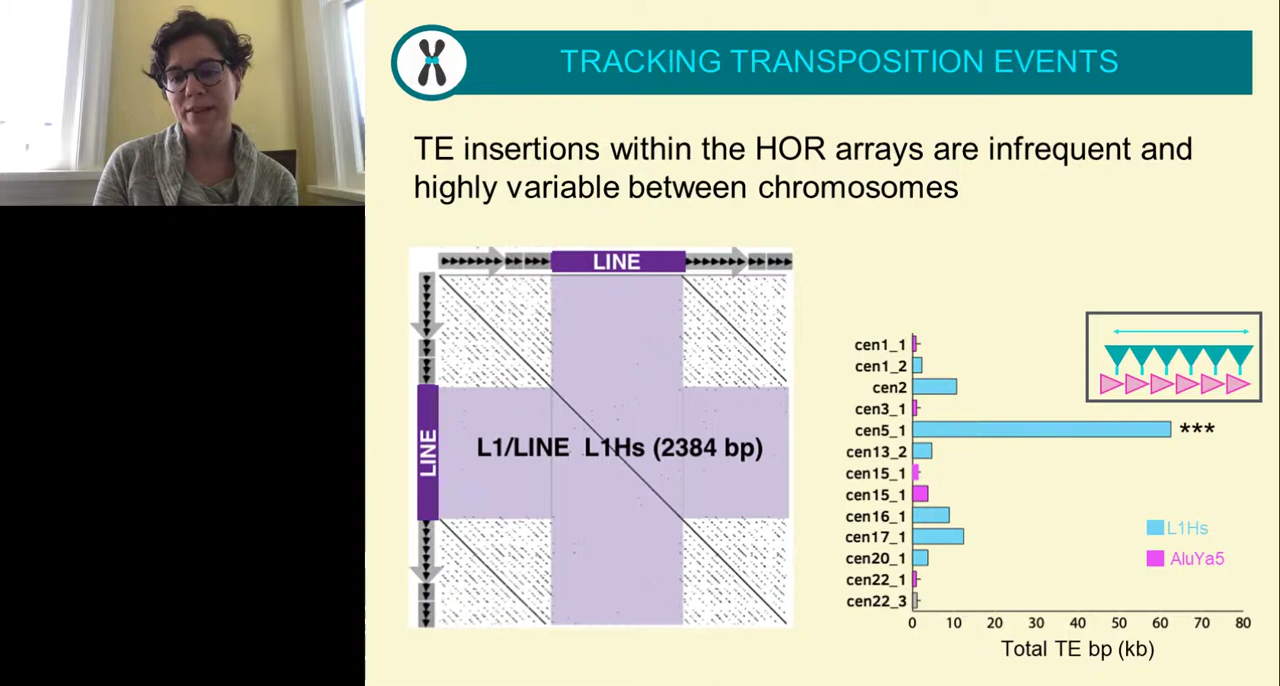 TRACKING TRANSPOSITION EVENTS
TE insertions within the HOR arrays are infrequent and
highly variable between chromosomes
LINE
LINE
L1/LINE L1Hs (2384 bp)
cen1_1
cen1_2
cen2
cen3_1
cen5_1
***
cen13_2
cen15_1
cen15_1
cen16_1
cen17_1
cen20_1
cen22_1
cen22_3
L1Hs
AluYa5
0 10 20 30 40 50 60 70 80
Total TE bp (kb)